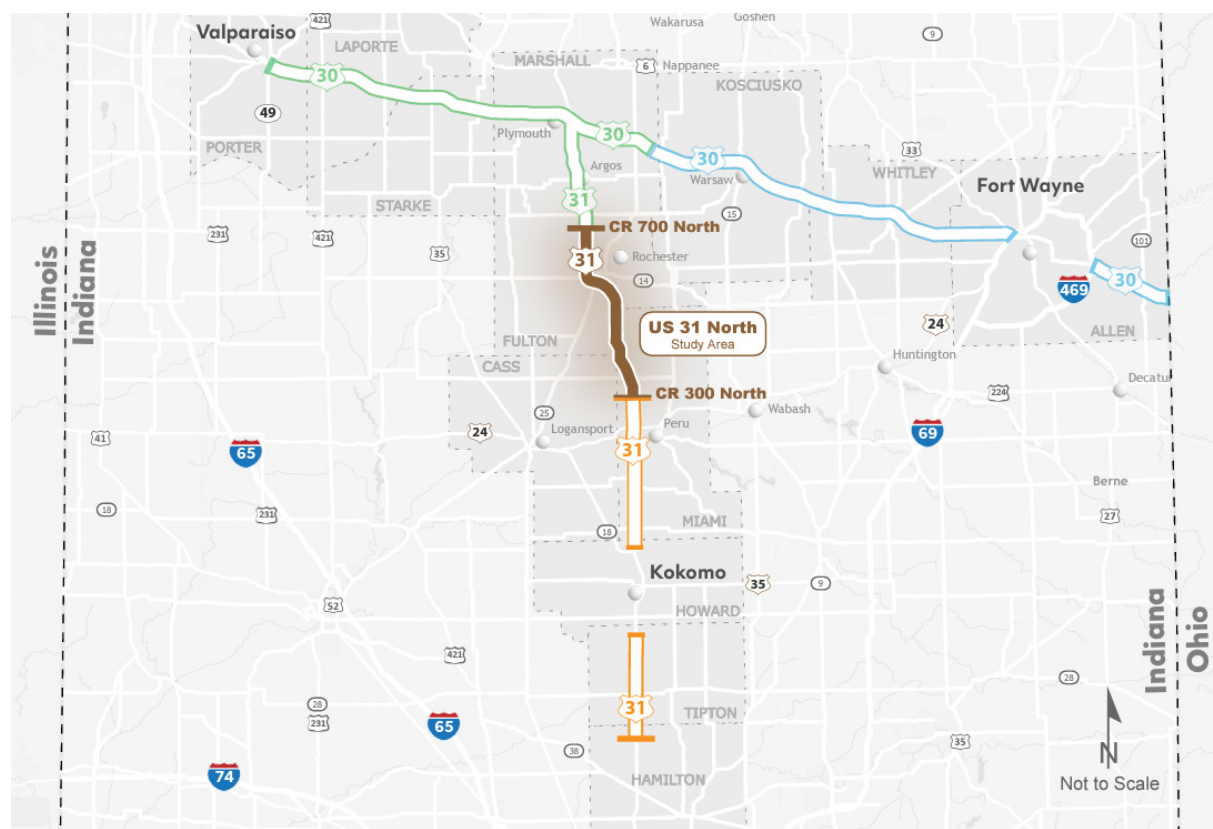 421
Wakarusa
Goshen
Valparaiso
9
LAPORTE
MARSHALL
6
Nappanee
30
KOSCIUSKO
49
Plymouth
30
30
33
PORTER
Argos
Warsaw
WHITLEY
Fort Wayne
31
STARKE
15
CR 700 North
231
421
35
101
31
Rochester
30
14
469
Illinois
Indiana
US 31 North
Study Area
24
ALLEN
FULTON
CASS
Huntington
Decatur
CR 300 North
224
25
Wabash
41
24
Logansport
Peru
69
65
31
Berne
18
231
MIAMI
27
18
Kokomo
35
9
52
HOWARD
Indiana
Ohio
421
28
28
231
31
TIPTON
65
38
35
N
74
HAMILTON
Not to Scale